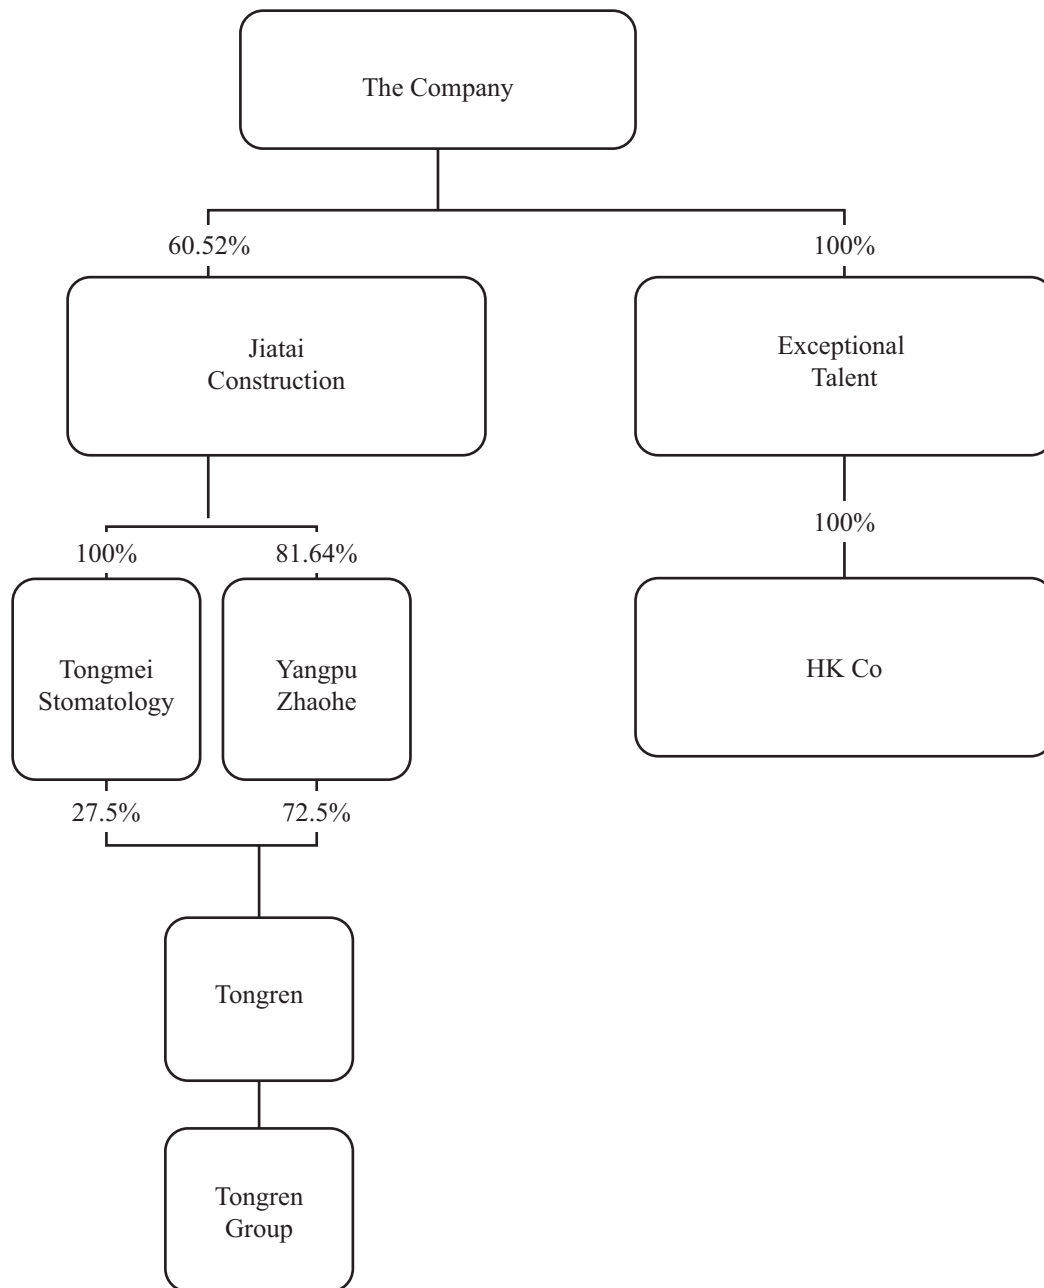 The Company
60.52%
100%
Jiatai
Construction
Exceptional
Talent
100%
81.64%
100%
Tongmei
Stomatology
Yangpu
Zhaohe
HK Co
27.5%
72.5%
Tongren
Tongren
Group